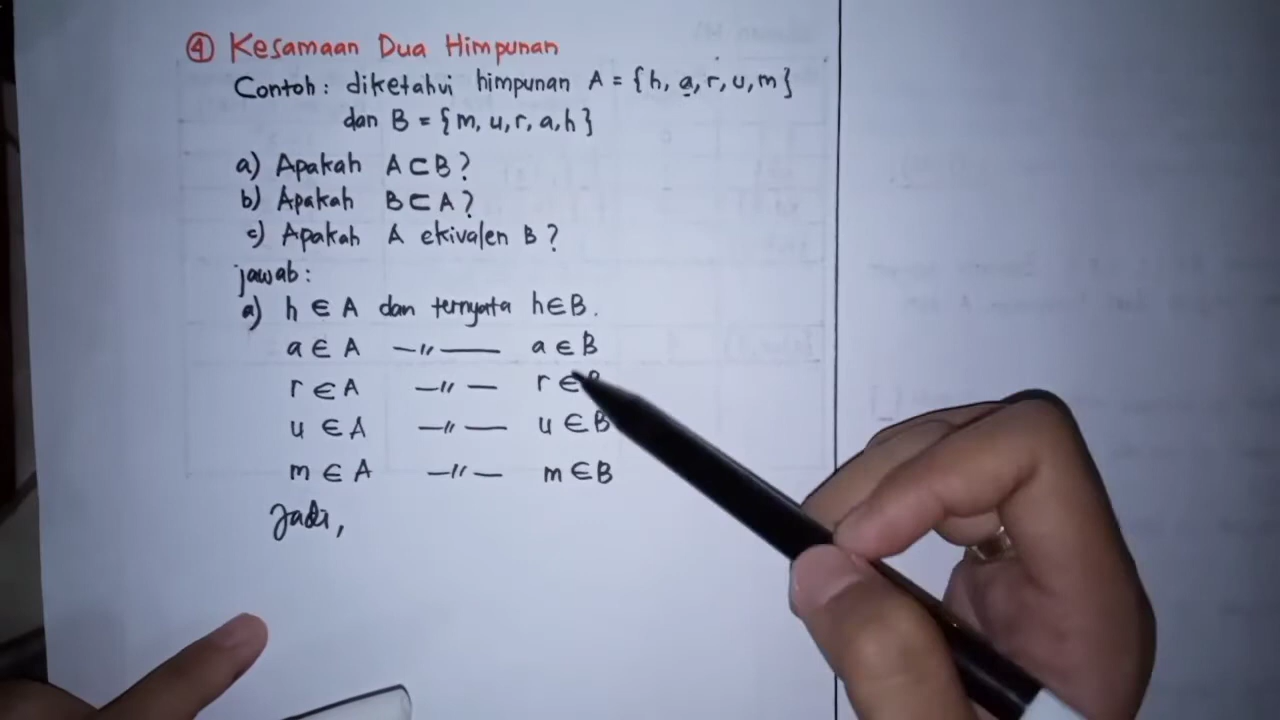 ④ Kesamaan Dua Himpunan
Contoh : diketahui himpunan A = {h, a, r, u, m}
dan B = {m, u, r, a, h}
a) Apakah A ⊂ B ?
b) Apakah B ⊂ A ?
c) Apakah A ekivalen B ?
jawab :
a) h ∈ A dan ternyata h ∈ B.
a ∈ A —〃— a ∈ B
r ∈ A —〃— r ∈ B
u ∈ A —〃— u ∈ B
m ∈ A —〃— m ∈ B
Jadi,